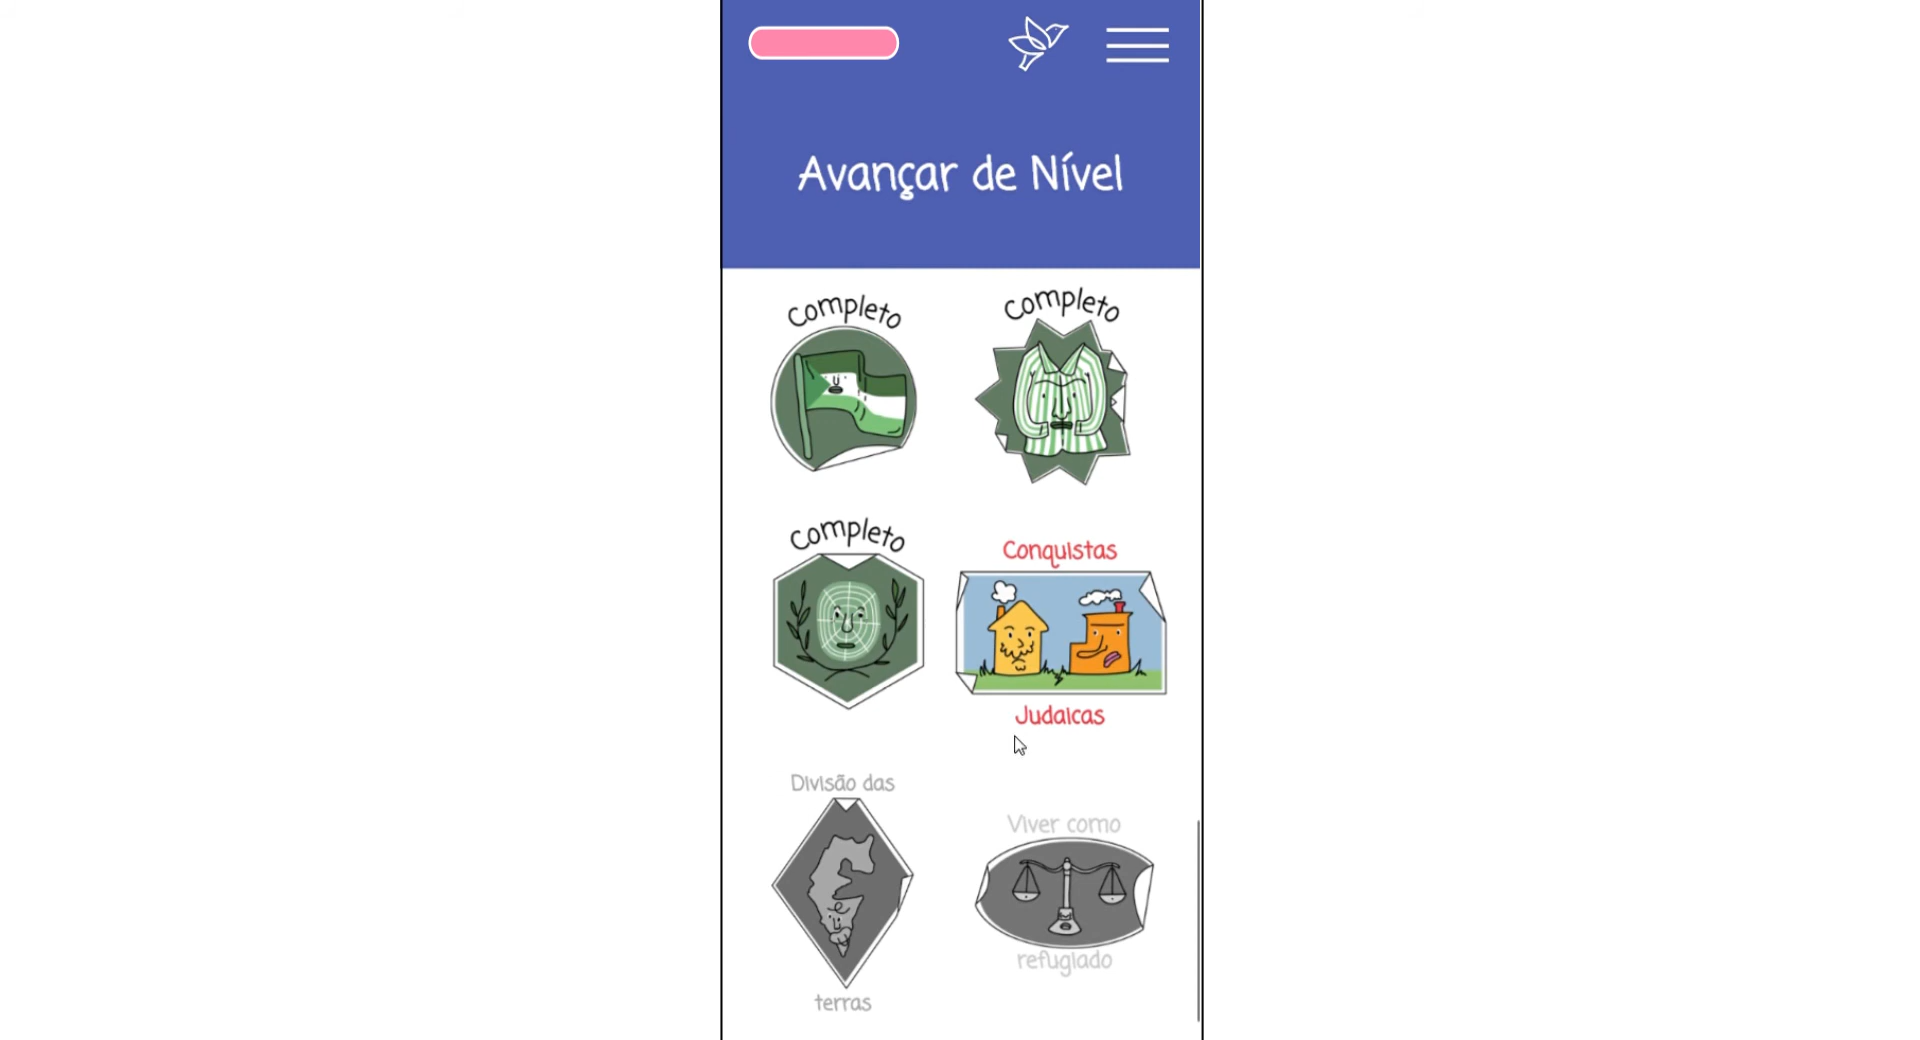 Avançar de Nível
Completo
Completo
Completo
Conquistas
Judaicas
Divisão das
terras
Viver como
refugiado